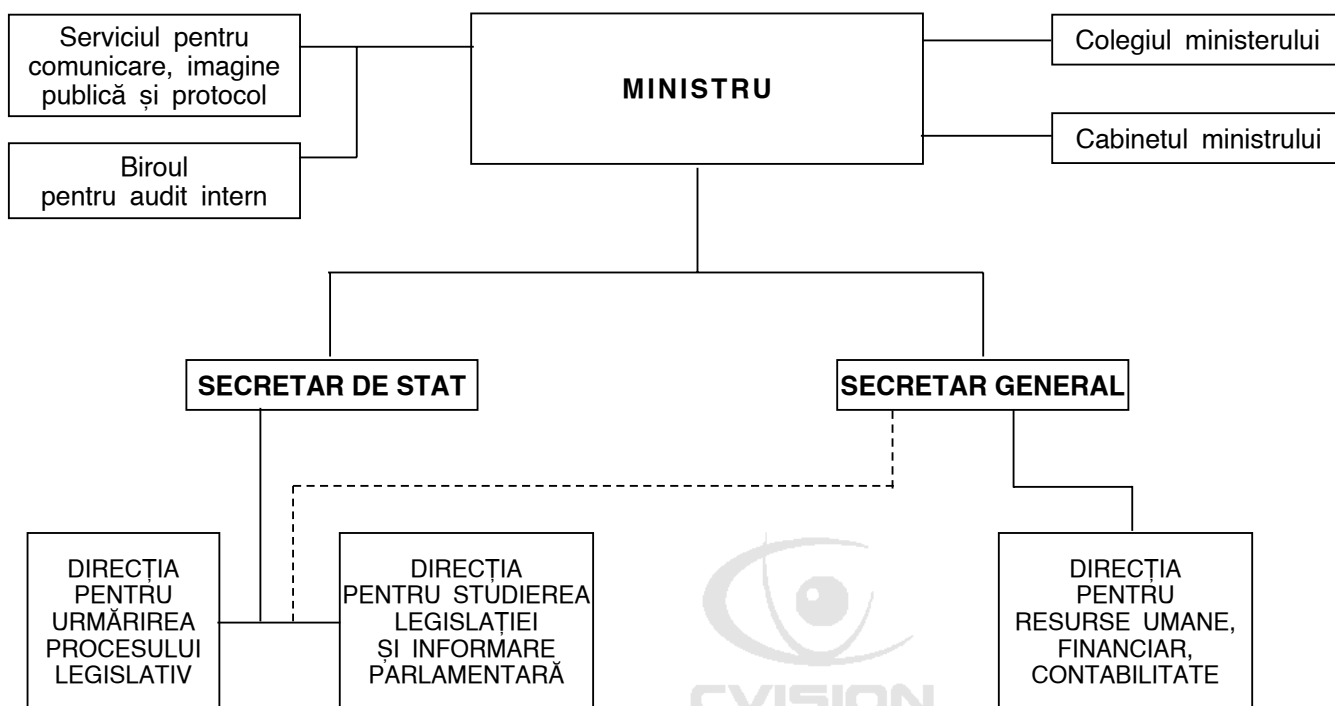 Serviciul pentru
comunicare, imagine
publică și protocol
Biroul
pentru audit intern
MINISTRU
Colegiul ministerului
Cabinetul ministrului
SECRETAR DE STAT
SECRETAR GENERAL
DIRECȚIA
PENTRU
URMĂRIREA
PROCESULUI
LEGISLATIV
DIRECȚIA
PENTRU STUDIEREA
LEGISLAȚIEI
ȘI INFORMARE
PARLAMENTARĂ
DIRECȚIA
PENTRU
RESURSE UMANE,
FINANCIAR,
CONTABILITATE
CVISION